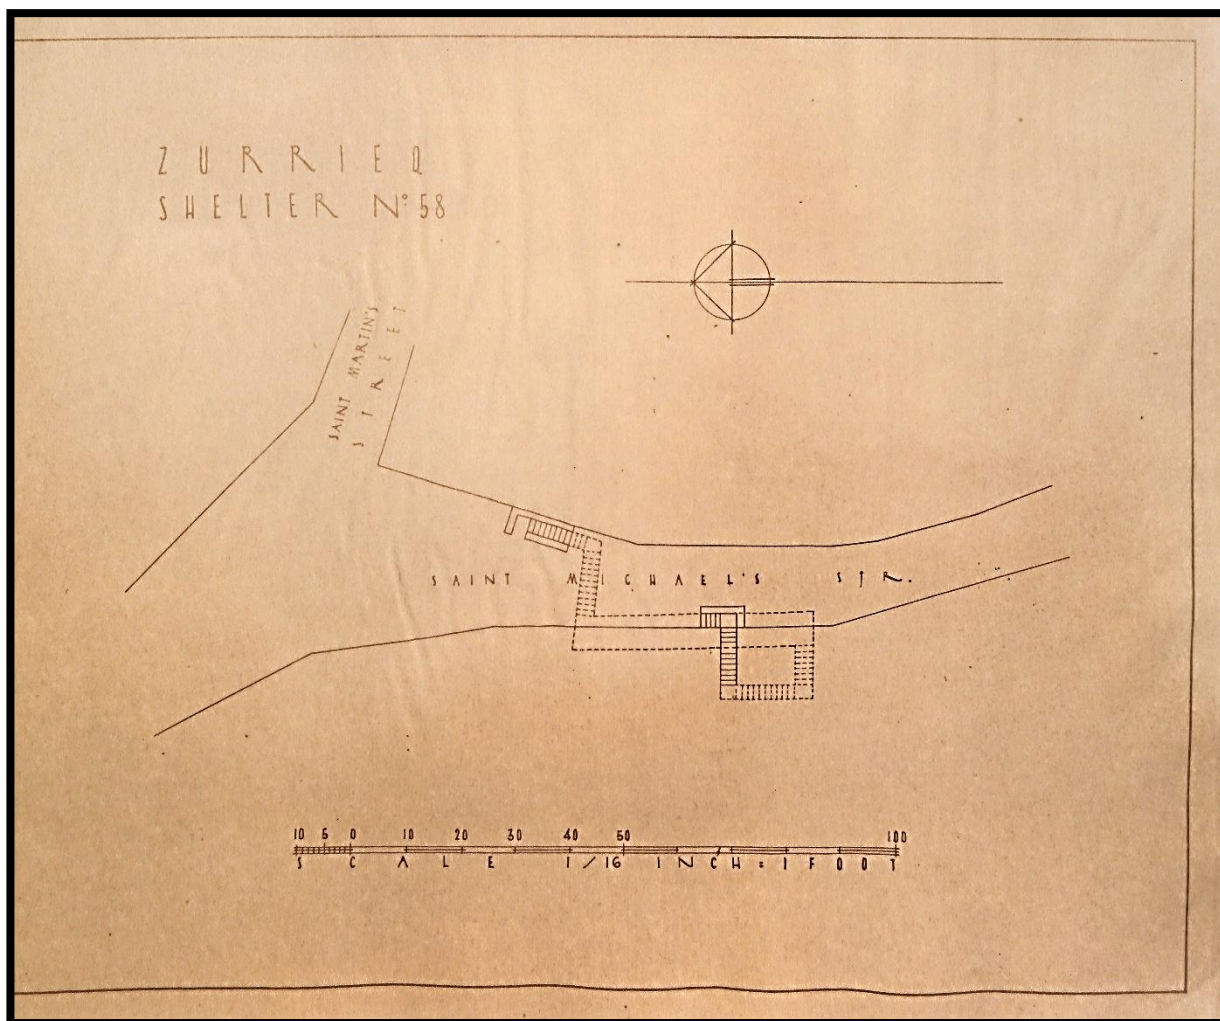 ZURRIEQ
SHELTER Nº 58
SAINT MARTIN'S
STREET
SAINT MICHAEL'S STR.
10 5 0 10 20 30 40 50 100
SCALE 1/16 INCH = 1 FOOT